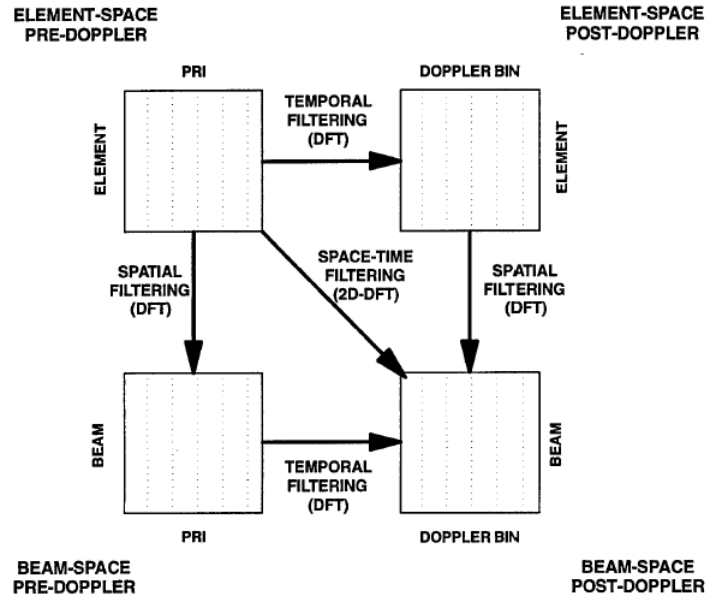 ELEMENT-SPACE
PRE-DOPPLER
ELEMENT-SPACE
POST-DOPPLER
PRI
DOPPLER BIN
ELEMENT
TEMPORAL
FILTERING
(DFT)
ELEMENT
SPATIAL
FILTERING
(DFT)
SPACE-TIME
FILTERING
(2D-DFT)
SPATIAL
FILTERING
(DFT)
BEAM
TEMPORAL
FILTERING
(DFT)
BEAM
PRI
DOPPLER BIN
BEAM-SPACE
PRE-DOPPLER
BEAM-SPACE
POST-DOPPLER